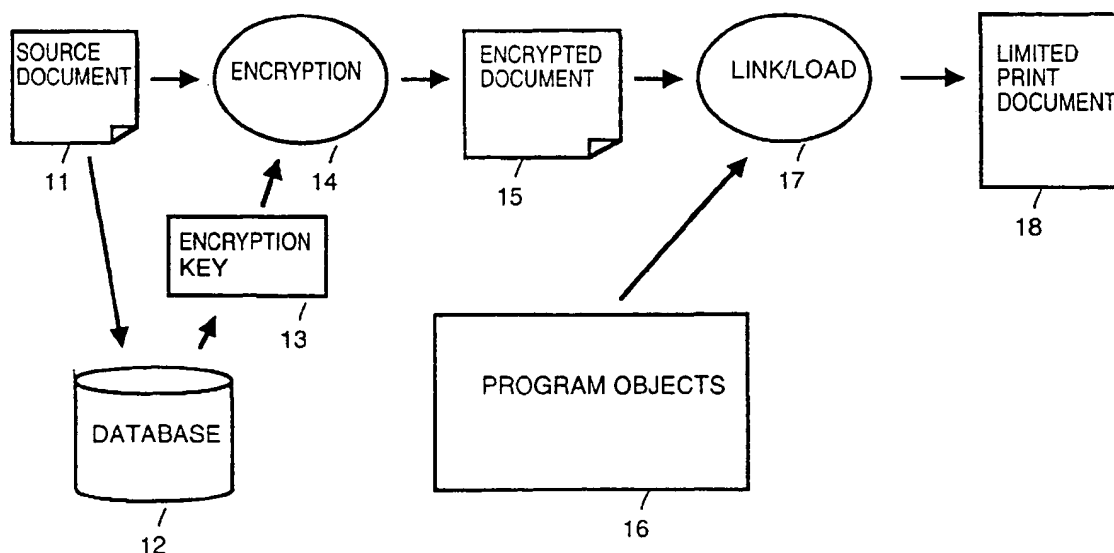 SOURCE
DOCUMENT
11
ENCRYPTION
14
ENCRYPTED
DOCUMENT
15
LINK/LOAD
17
LIMITED
PRINT
DOCUMENT
18
ENCRYPTION
KEY
13
DATABASE
12
PROGRAM OBJECTS
16